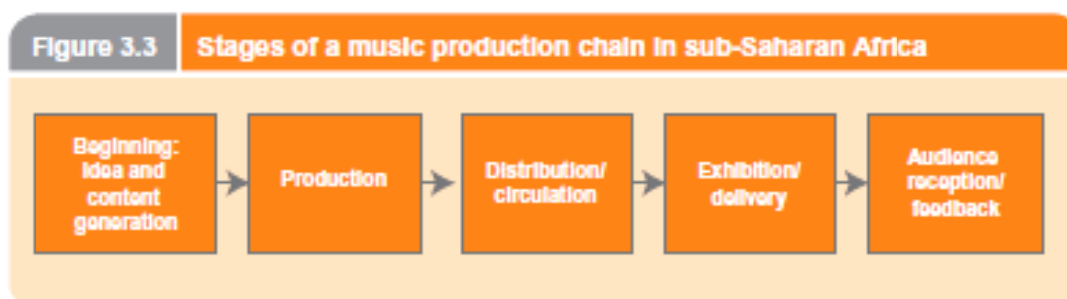 Figure 3.3
Stages of a music production chain in sub-Saharan Africa
Beginning:
idea and
content
generation
Production
Distribution/
circulation
Exhibition/
delivery
Audience
reception/
feedback